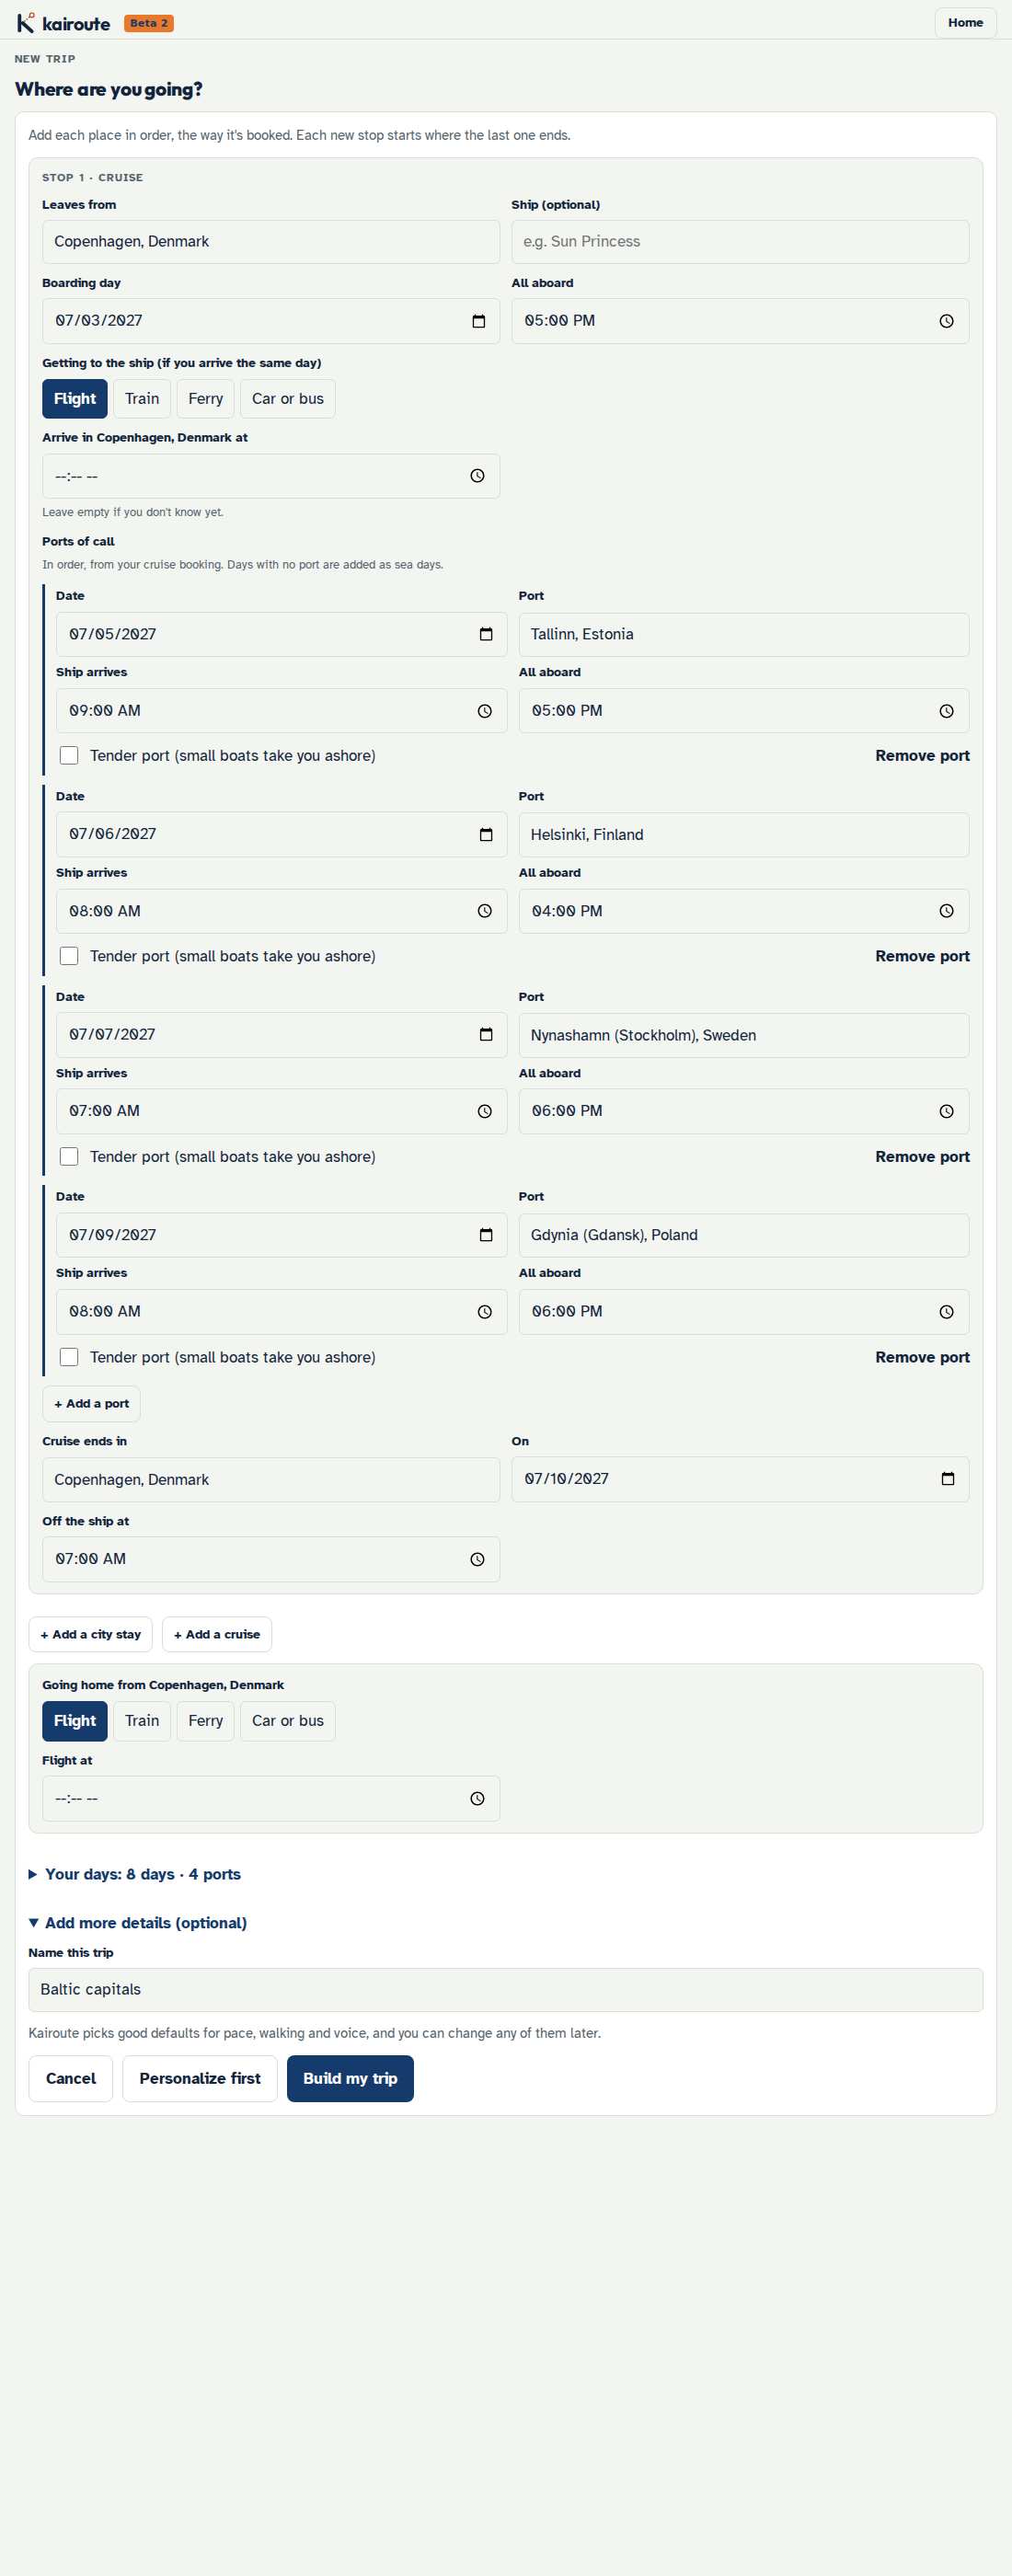 kairoute Beta 2 Home
NEW TRIP
Where are you going?
Add each place in order, the way it's booked. Each new stop starts where the last one ends.
STOP 1 · CRUISE
Leaves from Ship (optional)
Copenhagen, Denmark e.g. Sun Princess
Boarding day All aboard
07/03/2027 05:00 PM
Getting to the ship (if you arrive the same day)
Flight Train Ferry Car or bus
Arrive in Copenhagen, Denmark at
--:-- --
Leave empty if you don't know yet.
Ports of call
In order, from your cruise booking. Days with no port are added as sea days.
Date Port
07/05/2027 Tallinn, Estonia
Ship arrives All aboard
09:00 AM 05:00 PM
Tender port (small boats take you ashore) Remove port
Date Port
07/06/2027 Helsinki, Finland
Ship arrives All aboard
08:00 AM 04:00 PM
Tender port (small boats take you ashore) Remove port
Date Port
07/07/2027 Nynashamn (Stockholm), Sweden
Ship arrives All aboard
07:00 AM 06:00 PM
Tender port (small boats take you ashore) Remove port
Date Port
07/09/2027 Gdynia (Gdansk), Poland
Ship arrives All aboard
08:00 AM 06:00 PM
Tender port (small boats take you ashore) Remove port
+ Add a port
Cruise ends in On
Copenhagen, Denmark 07/10/2027
Off the ship at
07:00 AM
+ Add a city stay + Add a cruise
Going home from Copenhagen, Denmark
Flight Train Ferry Car or bus
Flight at
--:-- --
Your days: 8 days · 4 ports
Add more details (optional)
Name this trip
Baltic capitals
Kairoute picks good defaults for pace, walking and voice, and you can change any of them later.
Cancel Personalize first Build my trip